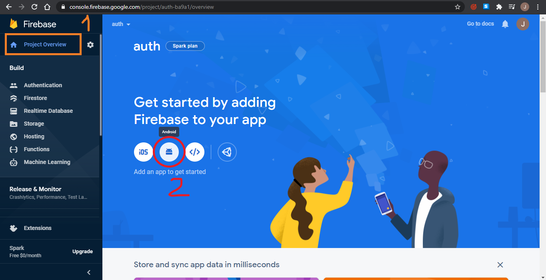 console.firebase.google.com/project/auth-ba9a1/overview
Firebase
1
auth
Go to docs
J
J
Project Overview
auth
Spark plan
Build
Authentication
Firestore
Realtime Database
Storage
Hosting
Functions
Machine Learning
Get started by adding
Firebase to your app
Android
iOS
</>
Add an app to get started
2
Release & Monitor
Crashlytics, Performance, Test La...
Extensions
Spark
Free $0/month
Upgrade
Store and sync app data in milliseconds